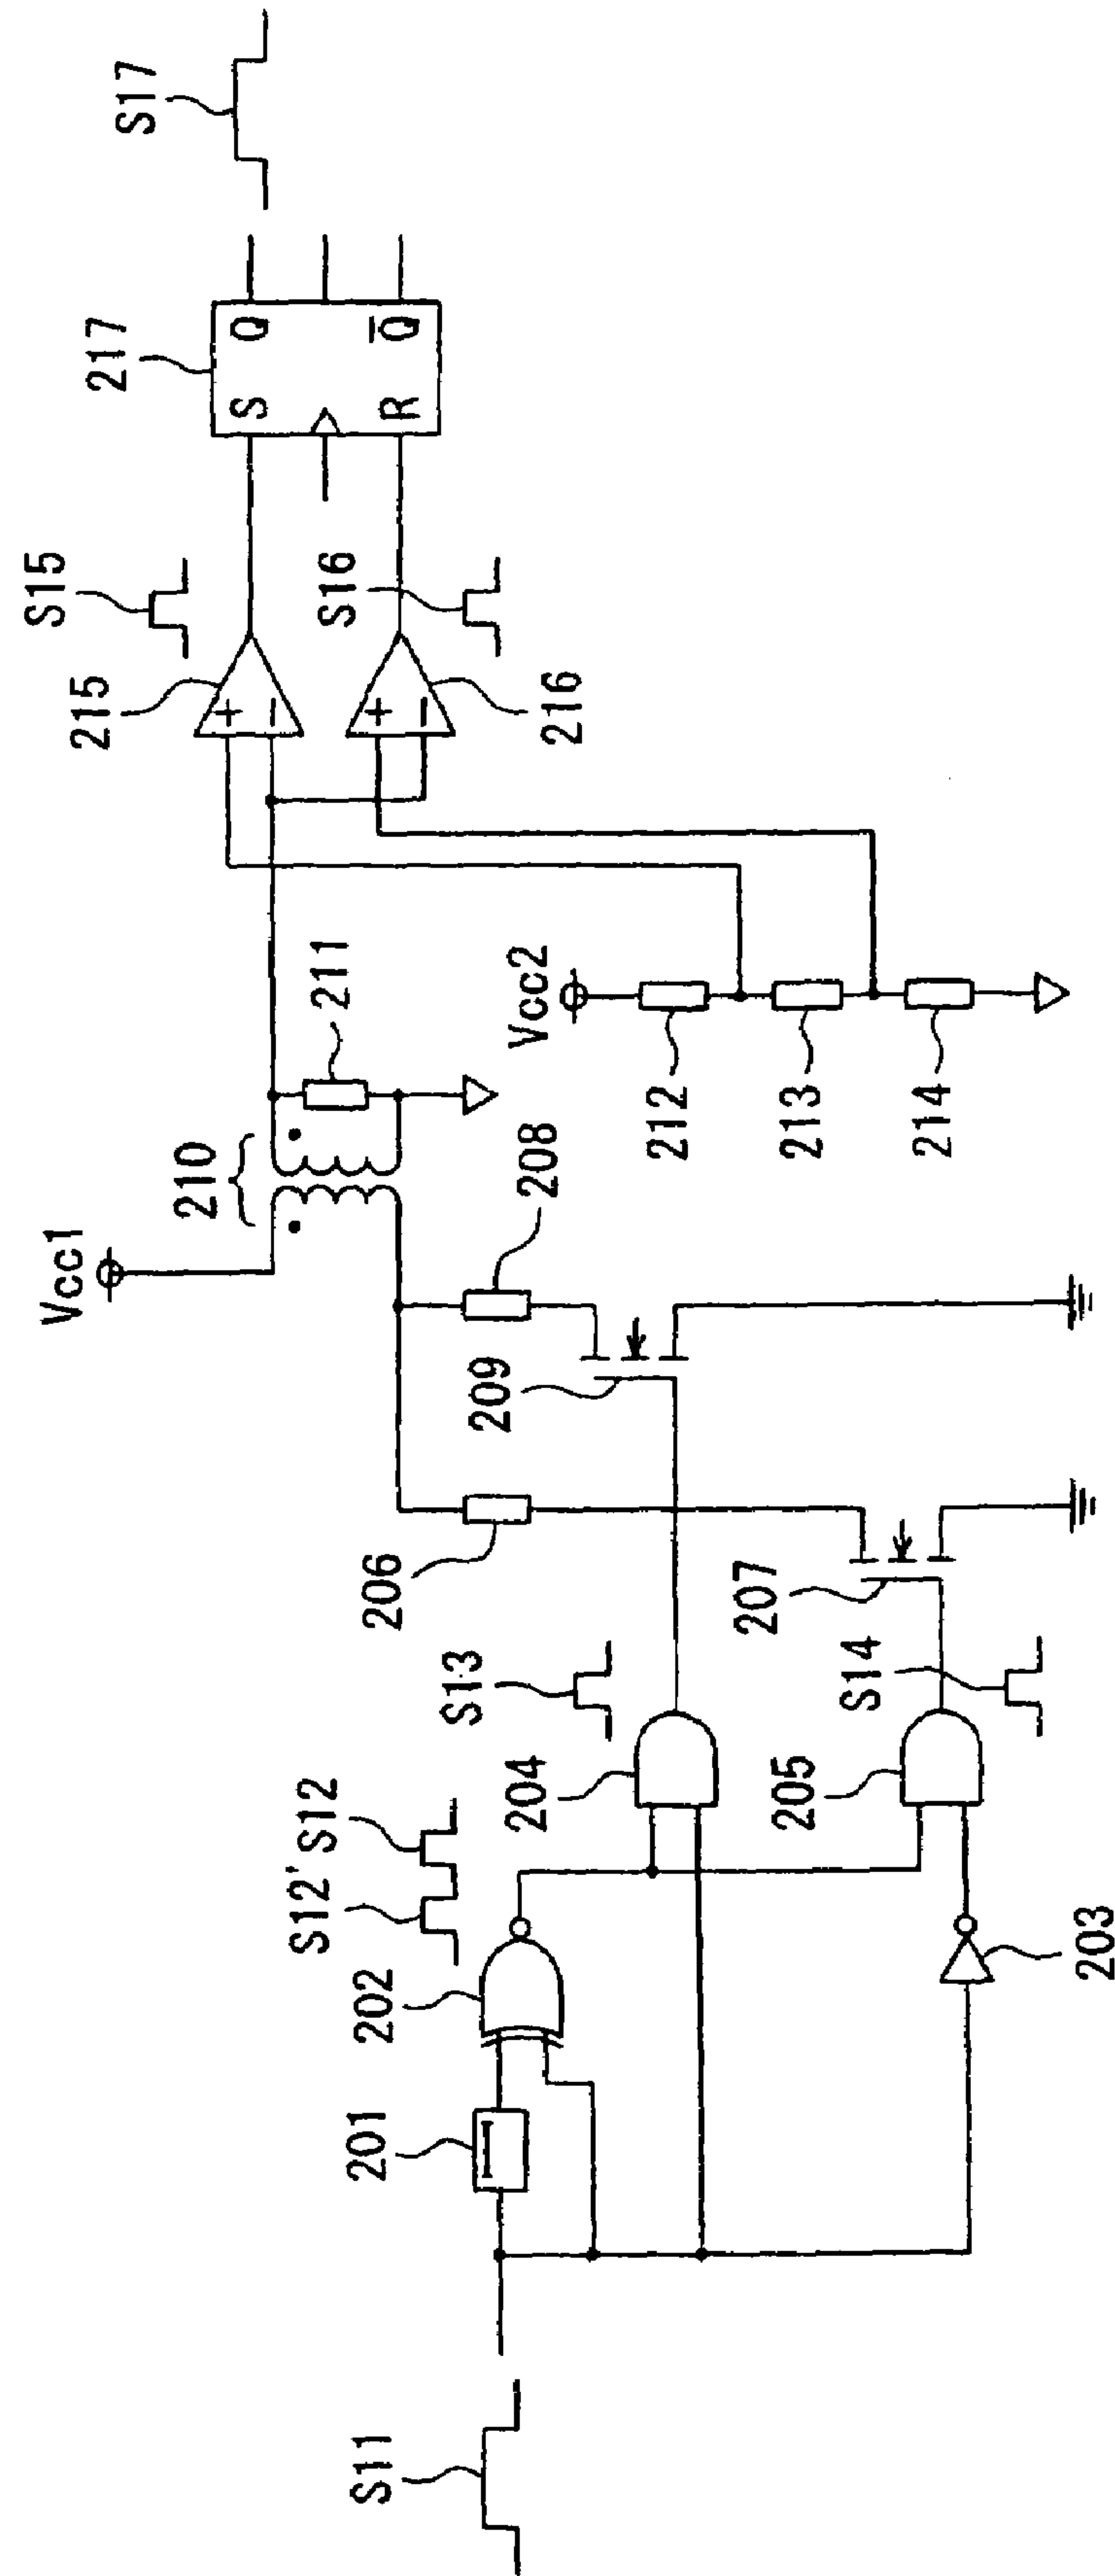 S11
201
202
S12'
S12
203
204
S13
205
S14
206
207
208
209
Vcc1
210
211
Vcc2
212
213
214
215
+
−
S15
216
+
−
S16
217
S
Q
R
Q̅
S17